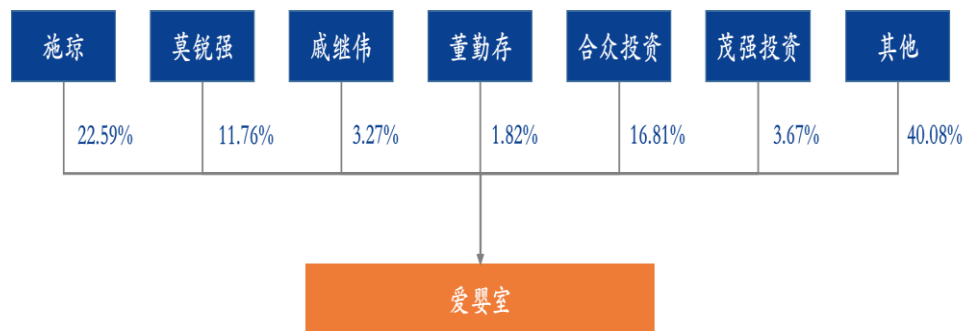 施琼 莫锐强 戚继伟 董勤存 合众投资 茂强投资 其他
22.59% 11.76% 3.27% 1.82% 16.81% 3.67% 40.08%
爱婴室